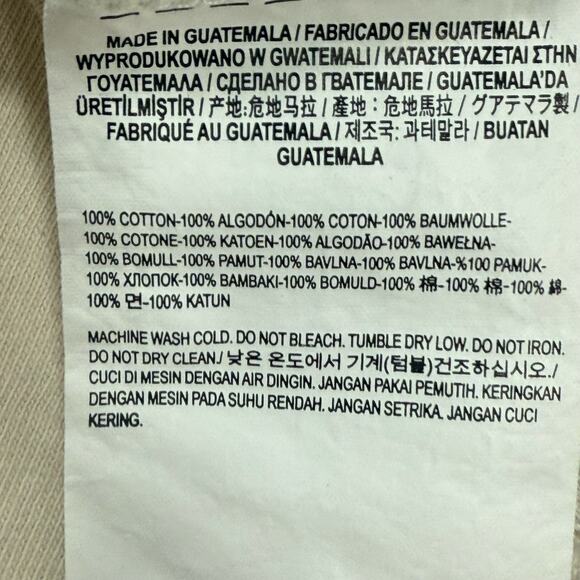 MADE IN GUATEMALA / FABRICADO EN GUATEMALA /
WYPRODUKOWANO W GWATEMALI / ΚΑΤΑΣΚΕΥΑΖΕΤΑΙ ΣΤΗΝ
ΓΟΥΑΤΕΜΑΛΑ / СДЕЛАНО В ГВАТЕМАЛЕ / GUATEMALA'DA
ÜRETİLMİŞTİR / 产地:危地马拉 / 產地：危地馬拉 / グアテマラ製 /
FABRIQUÉ AU GUATEMALA / 제조국: 과테말라 / BUATAN
GUATEMALA
100% COTTON-100% ALGODÓN-100% COTON-100% BAUMWOLLE-
100% COTONE-100% KATOEN-100% ALGODÃO-100% BAWEŁNA-
100% BOMULL-100% PAMUT-100% BAVLNA-100% BAVLNA-%100 PAMUK-
100% ХЛОПОК-100% BAMBAKI-100% BOMULD-100% 棉-100% 棉-100% 綿-
100% 면-100% KATUN
MACHINE WASH COLD. DO NOT BLEACH. TUMBLE DRY LOW. DO NOT IRON.
DO NOT DRY CLEAN./ 낮은 온도에서 기계(텀블)건조하십시오./
CUCI DI MESIN DENGAN AIR DINGIN. JANGAN PAKAI PEMUTIH. KERINGKAN
DENGAN MESIN PADA SUHU RENDAH. JANGAN SETRIKA. JANGAN CUCI
KERING.